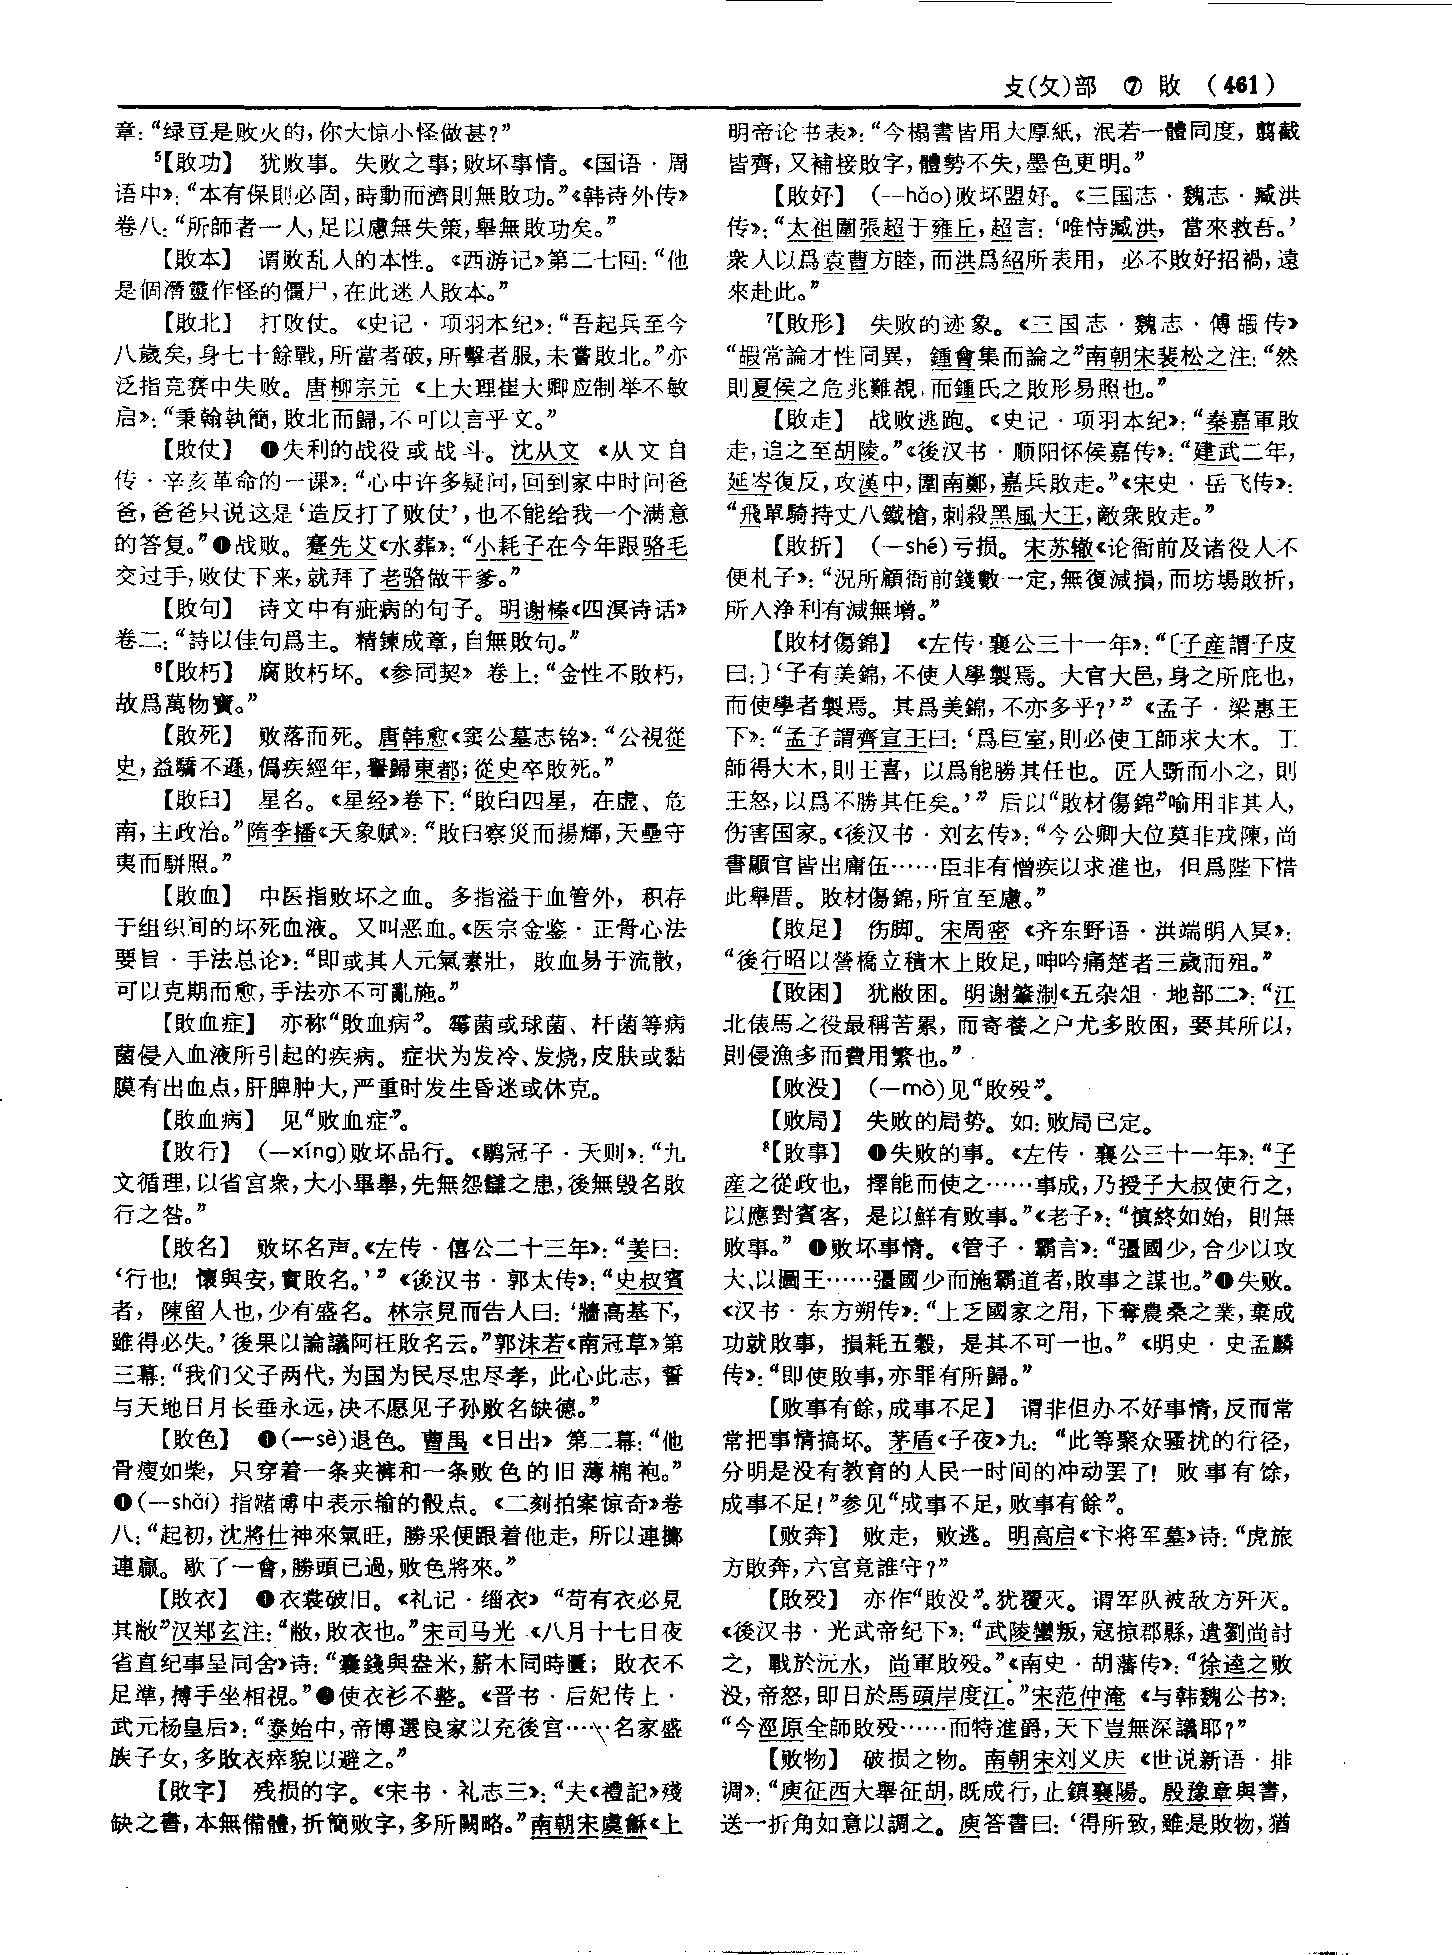 攴(攵)部 ⑦ 敗 （461）
章：“绿豆是败火的，你大惊小怪做甚？”
⁵【敗功】 犹败事。失败之事；败坏事情。《国语·周
语中》：“本有保則必固，時動而濟則無敗功。”《韩诗外传》
卷八：“所師者一人，足以慮無失策，舉無敗功矣。”
【敗本】 谓败乱人的本性。《西游记》第二七回：“他
是個潛靈作怪的僵尸，在此迷人敗本。”
【敗北】 打败仗。《史记·项羽本纪》：“吾起兵至今
八歲矣，身七十餘戰，所當者破，所擊者服，未嘗敗北。”亦
泛指竞赛中失败。唐柳宗元《上大理崔大卿应制举不敏
启》：“秉翰執簡，敗北而歸，不可以言乎文。”
【敗仗】 ❶失利的战役或战斗。沈从文《从文自
传·辛亥革命的一课》：“心中许多疑问，回到家中时问爸
爸，爸爸只说这是‘造反打了败仗’，也不能给我一个满意
的答复。”❷战败。蹇先艾《水葬》：“小耗子在今年跟骆毛
交过手，败仗下来，就拜了老骆做干爹。”
【敗句】 诗文中有疵病的句子。明谢榛《四溟诗话》
卷二：“詩以佳句爲主。精鍊成章，自無敗句。”
⁶【敗朽】 腐敗朽坏。《参同契》卷上：“金性不敗朽，
故爲萬物寶。”
【敗死】 败落而死。唐韩愈《窦公墓志铭》：“公視從
史，益驕不遜，僞疾經年，轝歸東都；從史卒敗死。”
【敗臼】 星名。《星经》卷下：“敗臼四星，在虚、危
南，主政治。”隋李播《天象赋》：“敗臼察災而揚輝，天壘守
夷而駢照。”
【敗血】 中医指败坏之血。多指溢于血管外，积存
于组织间的坏死血液。又叫恶血。《医宗金鉴·正骨心法
要旨·手法总论》：“即或其人元氣素壯，敗血易于流散，
可以克期而愈，手法亦不可亂施。”
【敗血症】 亦称“敗血病”。霉菌或球菌、杆菌等病
菌侵入血液所引起的疾病。症状为发冷、发烧，皮肤或黏
膜有出血点，肝脾肿大，严重时发生昏迷或休克。
【敗血病】 见“敗血症”。
【敗行】 （—xíng）败坏品行。《鹖冠子·天则》：“九
文循理，以省官衆，大小畢舉，先無怨讎之患，後無毁名敗
行之咎。”
【敗名】 败坏名声。《左传·僖公二十三年》：“姜曰：
‘行也！懷與安，實敗名。’”《後汉书·郭太传》：“史叔賓
者，陳留人也，少有盛名。林宗見而告人曰：‘牆高基下，
雖得必失。’後果以論議阿枉敗名云。”郭沫若《南冠草》第
三幕：“我们父子两代，为国为民尽忠尽孝，此心此志，誓
与天地日月长垂永远，决不愿见子孙败名缺德。”
【敗色】 ❶（—sè）退色。曹禺《日出》第二幕：“他
骨瘦如柴，只穿着一条夹裤和一条败色的旧薄棉袍。”
❷（—shǎi）指赌博中表示输的骰点。《二刻拍案惊奇》卷
八：“起初，沈將仕神來氣旺，勝采便跟着他走，所以連擲
連贏。歇了一會，勝頭已過，敗色將來。”
【敗衣】 ❶衣裳破旧。《礼记·缁衣》“苟有衣必見
其敝”汉郑玄注：“敝，敗衣也。”宋司马光《八月十七日夜
省直纪事呈同舍》诗：“囊錢與盎米，薪木同時匱；敗衣不
足準，搏手坐相視。”❷使衣衫不整。《晋书·后妃传上·
武元杨皇后》：“泰始中，帝博選良家以充後宫……名家盛
族子女，多敗衣瘁貌以避之。”
【敗字】 残损的字。《宋书·礼志三》：“夫《禮記》殘
缺之書，本無備體，折簡敗字，多所闕略。”南朝宋虞龢《上
明帝论书表》：“今榻書皆用大厚紙，泯若一體同度，翦截
皆齊，又補接敗字，體勢不失，墨色更明。”
【敗好】 （—hǎo）败坏盟好。《三国志·魏志·臧洪
传》：“太祖圍張超于雍丘，超言：‘唯恃臧洪，當來救吾。’
衆人以爲袁曹方睦，而洪爲紹所表用，必不敗好招禍，遠
來赴此。”
⁷【敗形】 失败的迹象。《三国志·魏志·傅嘏传》
“嘏常論才性同異，鍾會集而論之”南朝宋裴松之注：“然
則夏侯之危兆難覩，而鍾氏之敗形易照也。”
【敗走】 战败逃跑。《史记·项羽本纪》：“秦嘉軍敗
走，追之至胡陵。”《後汉书·顺阳怀侯嘉传》：“建武二年，
延岑復反，攻漢中，圍南鄭，嘉兵敗走。”《宋史·岳飞传》：
“飛單騎持丈八鐵槍，刺殺黑風大王，敵衆敗走。”
【敗折】 （—shé）亏损。宋苏辙《论衙前及诸役人不
便札子》：“況所顧衙前錢數一定，無復減損，而坊場敗折，
所入净利有減無增。”
【敗材傷錦】 《左传·襄公三十一年》：“〔子産謂子皮
曰：〕‘子有美錦，不使人學製焉。大官大邑，身之所庇也，
而使學者製焉。其爲美錦，不亦多乎？’”《孟子·梁惠王
下》：“孟子謂齊宣王曰：‘爲巨室，則必使工師求大木。工
師得大木，則王喜，以爲能勝其任也。匠人斲而小之，則
王怒，以爲不勝其任矣。’”后以“敗材傷錦”喻用非其人，
伤害国家。《後汉书·刘玄传》：“今公卿大位莫非戎陳，尚
書顯官皆出庸伍……臣非有憎疾以求進也，但爲陛下惜
此舉厝。敗材傷錦，所宜至慮。”
【敗足】 伤脚。宋周密《齐东野语·洪端明入冥》：
“後行昭以營橋立積木上敗足，呻吟痛楚者三歲而殂。”
【敗困】 犹敝困。明谢肇淛《五杂俎·地部二》：“江
北俵馬之役最稱苦累，而寄養之户尤多敗困，要其所以，
則侵漁多而費用繁也。”
【敗没】 （—mò）见“敗殁”。
【敗局】 失败的局势。如：败局已定。
⁸【敗事】 ❶失败的事。《左传·襄公三十一年》：“子
産之從政也，擇能而使之……事成，乃授子大叔使行之，
以應對賓客，是以鮮有敗事。”《老子》：“慎終如始，則無
敗事。”❷败坏事情。《管子·霸言》：“彊國少，合少以攻
大，以圖王……彊國少而施霸道者，敗事之謀也。”❸失败。
《汉书·东方朔传》：“上乏國家之用，下奪農桑之業，棄成
功就敗事，損耗五穀，是其不可一也。”《明史·史孟麟
传》：“即使敗事，亦罪有所歸。”
【敗事有餘，成事不足】 谓非但办不好事情，反而常
常把事情搞坏。茅盾《子夜》九：“此等聚众骚扰的行径，
分明是没有教育的人民一时间的冲动罢了！败事有馀，
成事不足！”参见“成事不足，敗事有餘”。
【敗奔】 败走，败逃。明高启《卞将军墓》诗：“虎旅
方敗奔，六宫竟誰守？”
【敗殁】 亦作“敗没”。犹覆灭。谓军队被敌方歼灭。
《後汉书·光武帝纪下》：“武陵蠻叛，寇掠郡縣，遣劉尚討
之，戰於沅水，尚軍敗殁。”《南史·胡藩传》：“徐逵之敗
没，帝怒，即日於馬頭岸度江。”宋范仲淹《与韩魏公书》：
“今涇原全師敗殁……而特進爵，天下豈無深議耶？”
【敗物】 破损之物。南朝宋刘义庆《世说新语·排
调》：“庾征西大舉征胡，既成行，止鎮襄陽。殷豫章與書，
送一折角如意以調之。庾答書曰：‘得所致，雖是敗物，猶